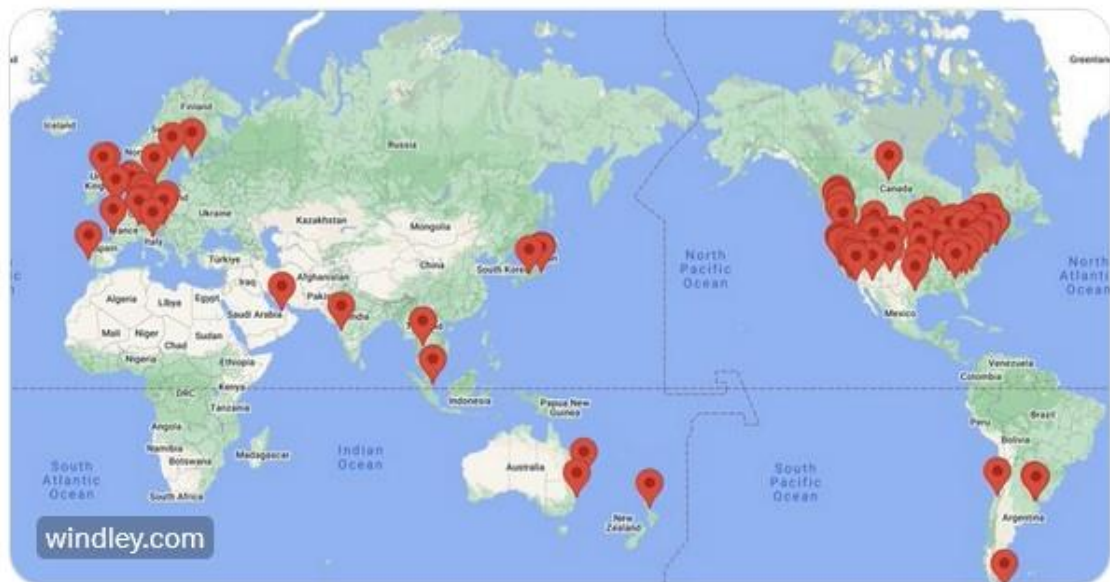 Greenland
Iceland
Finland
Russia
Canada
Ukraine
Kazakhstan
Mongolia
France
Italy
Spain
Türkiye
China
South Korea
North
Pacific
Ocean
North
Atlantic
Ocean
Afghanistan
Iraq
Algeria
Libya
Egypt
Saudi Arabia
Mexico
Mali
Niger
Sudan
Chad
Nigeria
Ethiopia
Venezuela
Colombia
DRC
Kenya
Tanzania
Indonesia
Papua New
Guinea
Peru
Brazil
Angola
Bolivia
Namibia
Botswana
Madagascar
Indian
Ocean
South
Atlantic
Ocean
Australia
South
Pacific
Ocean
South Africa
New
Zealand
Argentina
windley.com